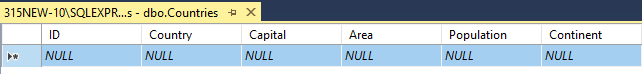 315NEW-10\SQLEXPR...s - dbo.Countries
ID Country Capital Area Population Continent
NULL NULL NULL NULL NULL NULL